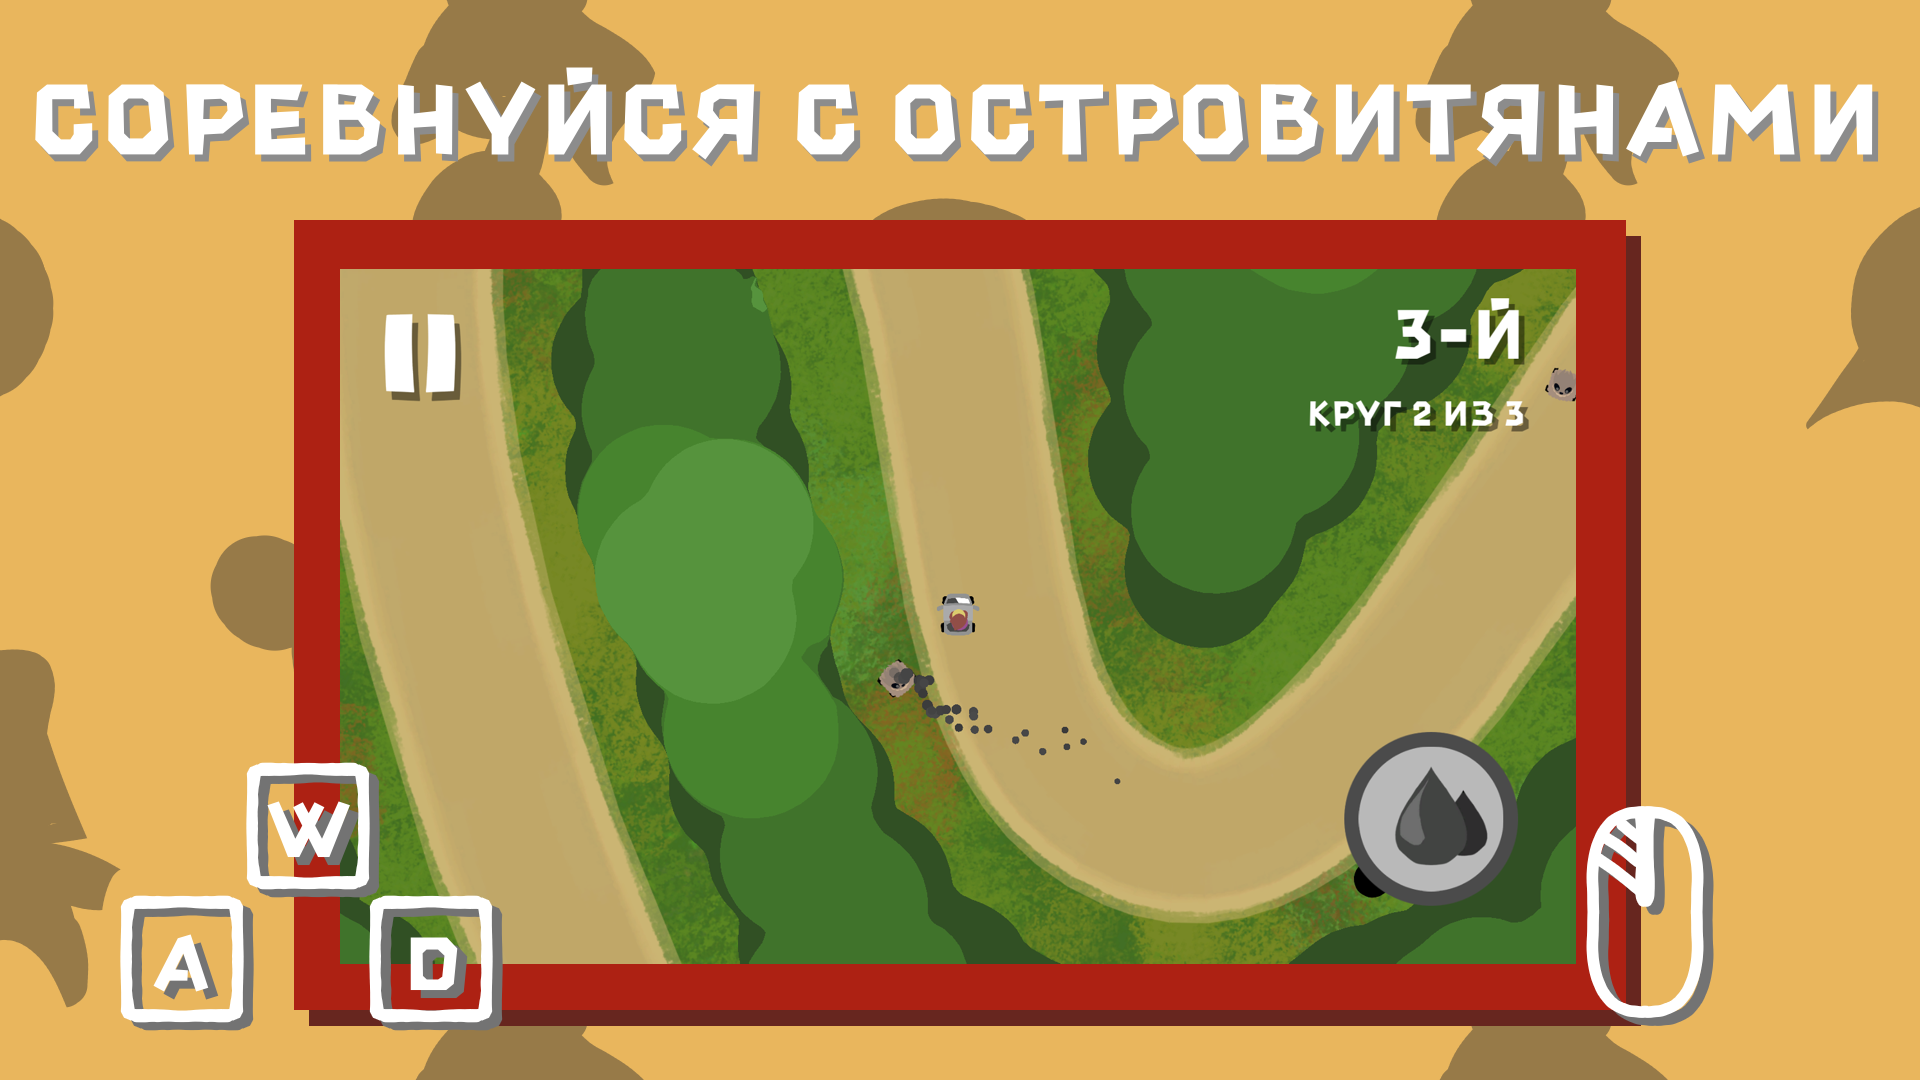 СОРЕВНУЙСЯ С ОСТРОВИТЯНАМИ
3-Й
КРУГ 2 ИЗ 3
W
A
D